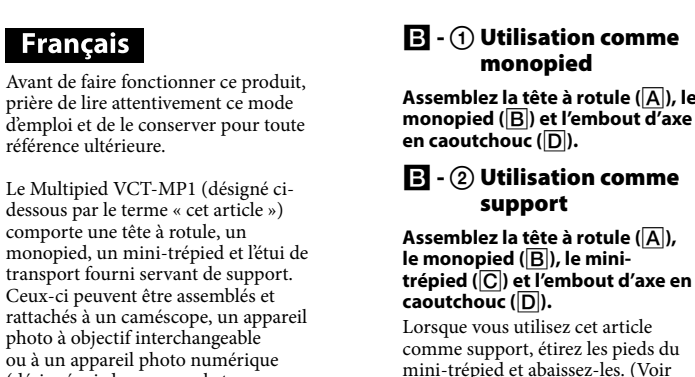 Français
Avant de faire fonctionner ce produit,
prière de lire attentivement ce mode
d’emploi et de le conserver pour toute
référence ultérieure.
Le Multipied VCT-MP1 (désigné ci-
dessous par le terme « cet article »)
comporte une tête à rotule, un
monopied, un mini-trépied et l’étui de
transport fourni servant de support.
Ceux-ci peuvent être assemblés et
rattachés à un caméscope, un appareil
photo à objectif interchangeable
ou à un appareil photo numérique
B - ① Utilisation comme
monopied
Assemblez la tête à rotule (A), le
monopied (B) et l’embout d’axe
en caoutchouc (D).
B - ② Utilisation comme
support
Assemblez la tête à rotule (A),
le monopied (B), le mini-
trépied (C) et l’embout d’axe en
caoutchouc (D).
Lorsque vous utilisez cet article
comme support, étirez les pieds du
mini-trépied et abaissez-les. (Voir